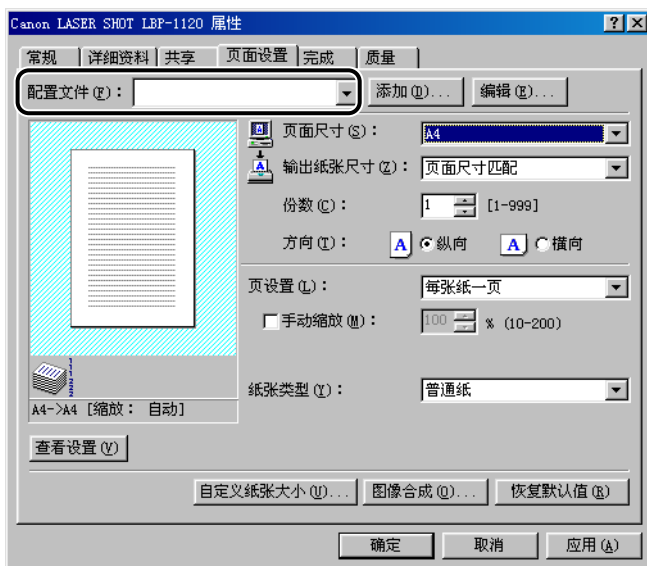 Canon LASER SHOT LBP-1120 属性
常规 详细资料 共享 页面设置 完成 质量
配置文件(F): 添加(D)... 编辑(E)...
页面尺寸(S): A4
输出纸张尺寸(Z): 页面尺寸匹配
份数(C): 1 [1-999]
方向(I): A 纵向 A 横向
页设置(L): 每张纸一页
手动缩放(M): 100 % (10-200)
纸张类型(Y): 普通纸
A4->A4 [缩放: 自动]
查看设置(V)
自定义纸张大小(U)... 图像合成(O)... 恢复默认值(R)
确定 取消 应用(A)